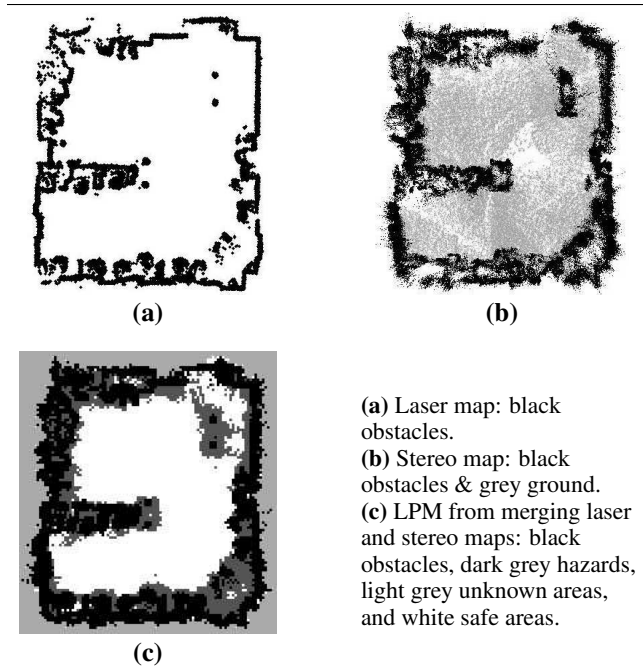 (a)
(b)
(c)
(a) Laser map: black
obstacles.
(b) Stereo map: black
obstacles & grey ground.
(c) LPM from merging laser
and stereo maps: black
obstacles, dark grey hazards,
light grey unknown areas,
and white safe areas.